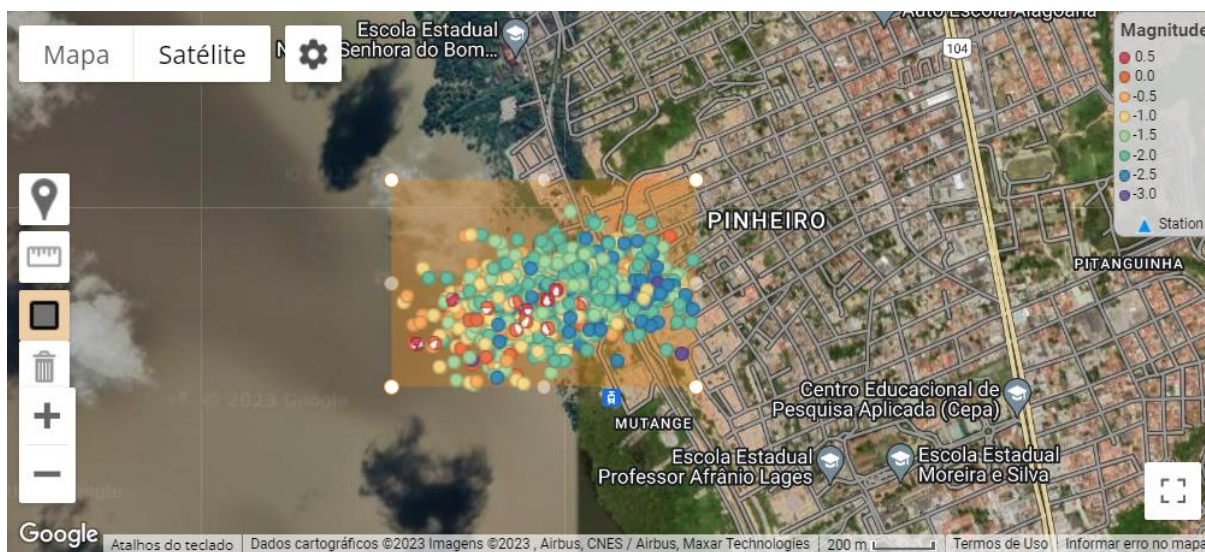 Mapa
Satélite
Escola Estadual
Senhora do Bom...
Auto Escola Alagoana
104
Magnitude
0.5
0.0
-0.5
-1.0
-1.5
-2.0
-2.5
-3.0
Station
PINHEIRO
PITANGUINHA
© 2023 Google
MUTANGE
Centro Educacional de
Pesquisa Aplicada (Cepa)
Escola Estadual
Professor Afrânio Lages
Escola Estadual
Moreira e Silva
Google
Atalhos do teclado
Dados cartográficos ©2023 Imagens ©2023 , Airbus, CNES / Airbus, Maxar Technologies
200 m
Termos de Uso
Informar erro no mapa